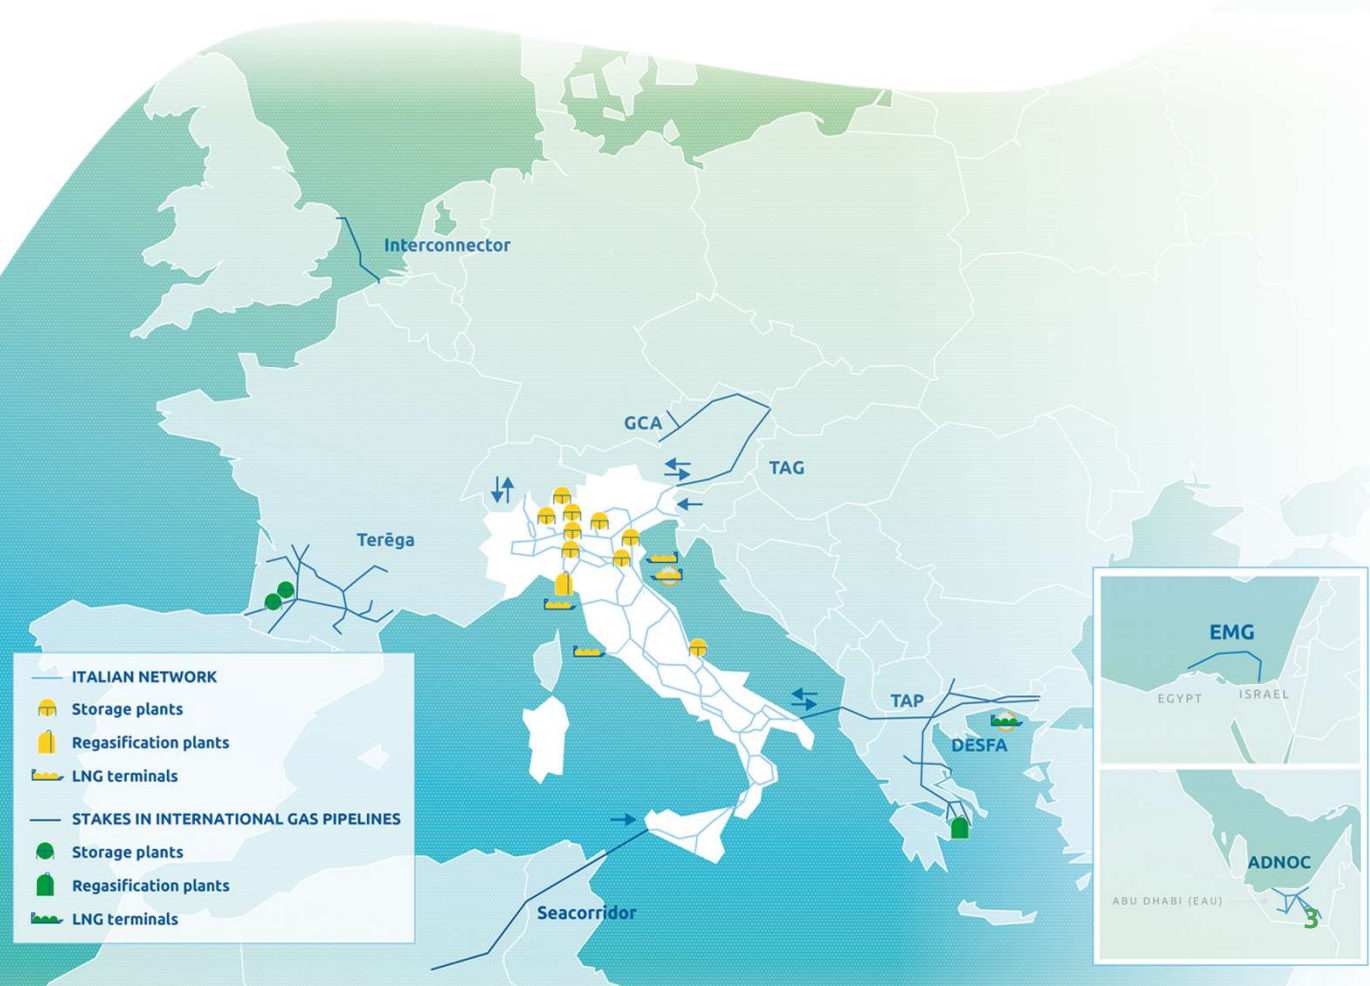 Interconnector
GCA
TAG
Terēga
TAP
DESFA
Seacorridor
ITALIAN NETWORK
Storage plants
Regasification plants
LNG terminals
STAKES IN INTERNATIONAL GAS PIPELINES
Storage plants
Regasification plants
LNG terminals
EMG
EGYPT
ISRAEL
ADNOC
ABU DHABI (EAU)
3